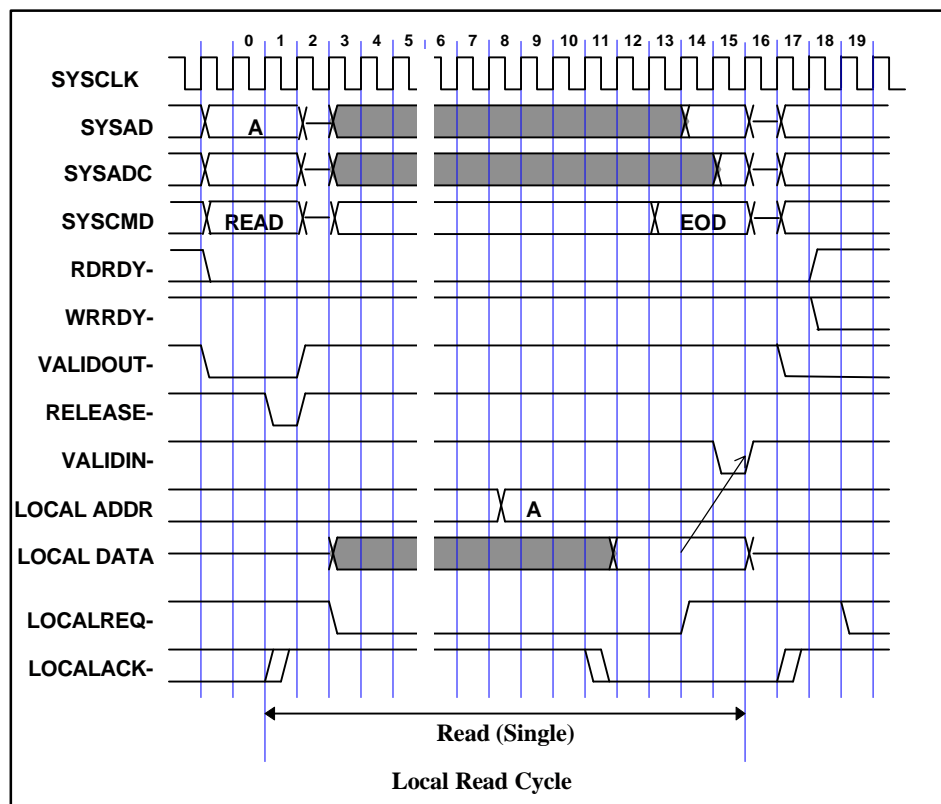 0 1 2 3 4 5 6 7 8 9 10 11 12 13 14 15 16 17 18 19
SYSCLK
SYSAD A
SYSADC
SYSCMD READ EOD
RDRDY-
WRRDY-
VALIDOUT-
RELEASE-
VALIDIN-
LOCAL ADDR A
LOCAL DATA
LOCALREQ-
LOCALACK-
Read (Single)
Local Read Cycle